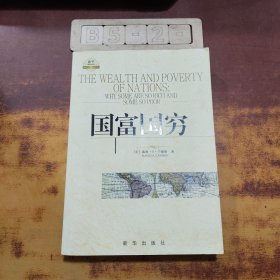 B5-2-
THE WEALTH AND POVERTY
OF NATIONS:
WHY SOME ARE SO RICH AND
SOME SO POOR
国富国穷
新华出版社